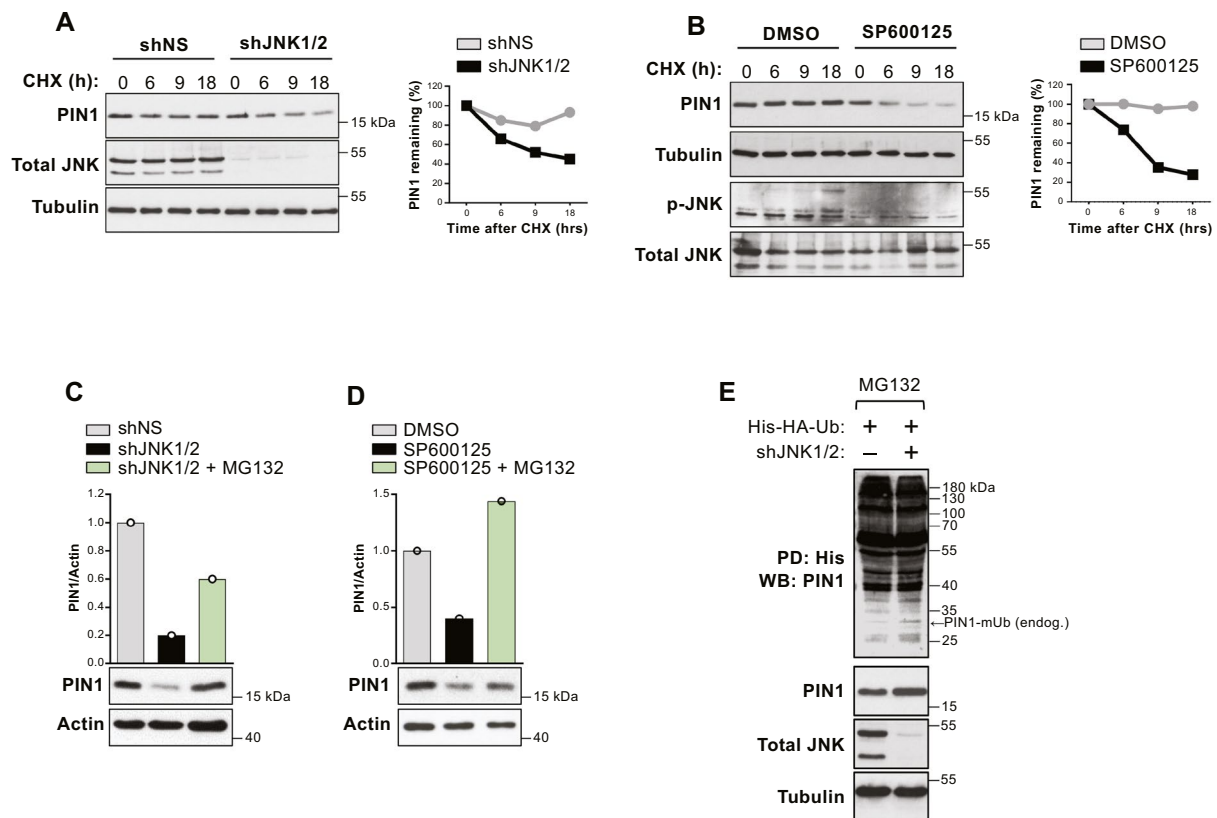 A
shNS shJNK1/2
CHX (h): 0 6 9 18 0 6 9 18
PIN1
15 kDa
Total JNK
55
Tubulin
55
shNS
shJNK1/2
PIN1 remaining (%)
120
100
80
60
40
20
0
0 6 9 18
Time after CHX (hrs)
B
DMSO SP600125
CHX (h): 0 6 9 18 0 6 9 18
PIN1
15 kDa
Tubulin
55
p-JNK
55
Total JNK
55
DMSO
SP600125
PIN1 remaining (%)
120
100
80
60
40
20
0
0 6 9 18
Time after CHX (hrs)
C
shNS
shJNK1/2
shJNK1/2 + MG132
PIN1/Actin
1.2
1.0
0.8
0.6
0.4
0.2
0.0
PIN1
15 kDa
Actin
40
D
DMSO
SP600125
SP600125 + MG132
PIN1/Actin
1.5
1.0
0.5
0.0
PIN1
15 kDa
Actin
40
E
MG132
His-HA-Ub: + +
shJNK1/2: – +
PD: His
WB: PIN1
180 kDa
130
100
70
55
40
35
←PIN1-mUb (endog.)
25
PIN1
15
Total JNK
55
Tubulin
55